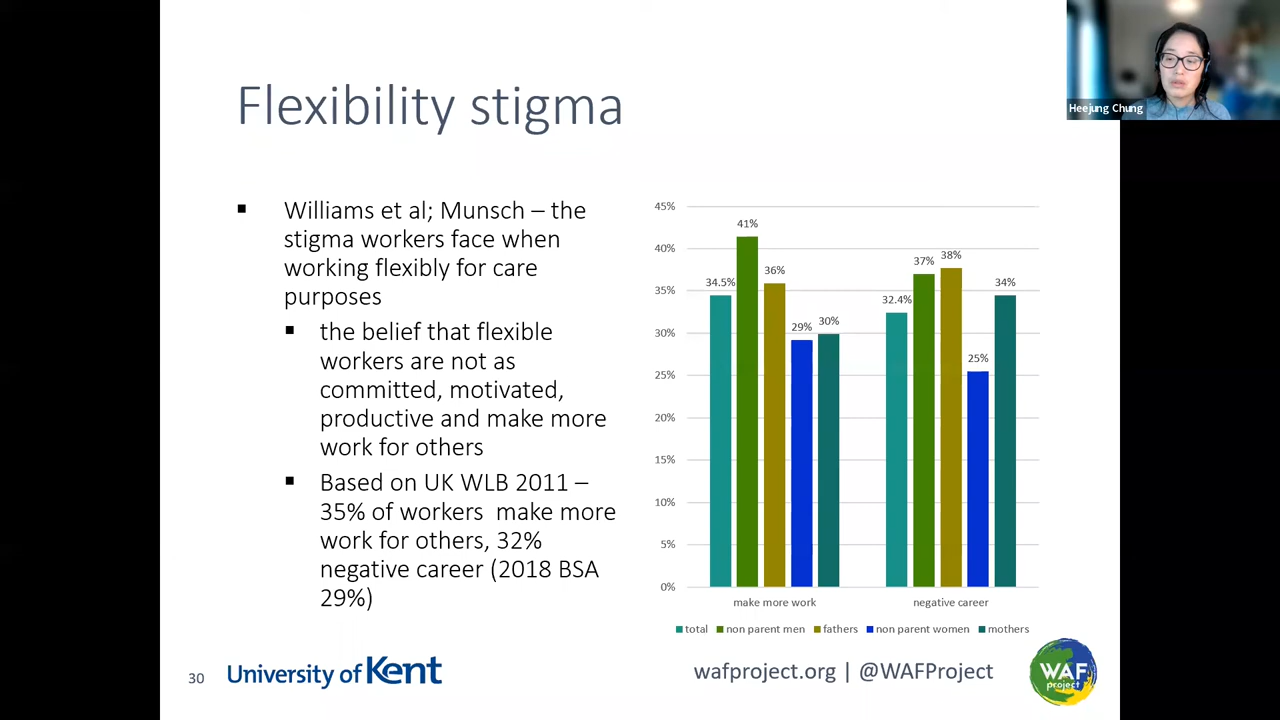 Heejung Chung
Flexibility stigma
▪ Williams et al; Munsch – the
stigma workers face when
working flexibly for care
purposes
▪ the belief that flexible
workers are not as
committed, motivated,
productive and make more
work for others
▪ Based on UK WLB 2011 –
35% of workers  make more
work for others, 32%
negative career (2018 BSA
29%)
45%
40%
35%
30%
25%
20%
15%
10%
5%
0%
34.5%
41%
36%
29%
30%
32.4%
37%
38%
25%
34%
make more work
negative career
total non parent men fathers non parent women mothers
30
University of Kent
wafproject.org | @WAFProject
WAF
project